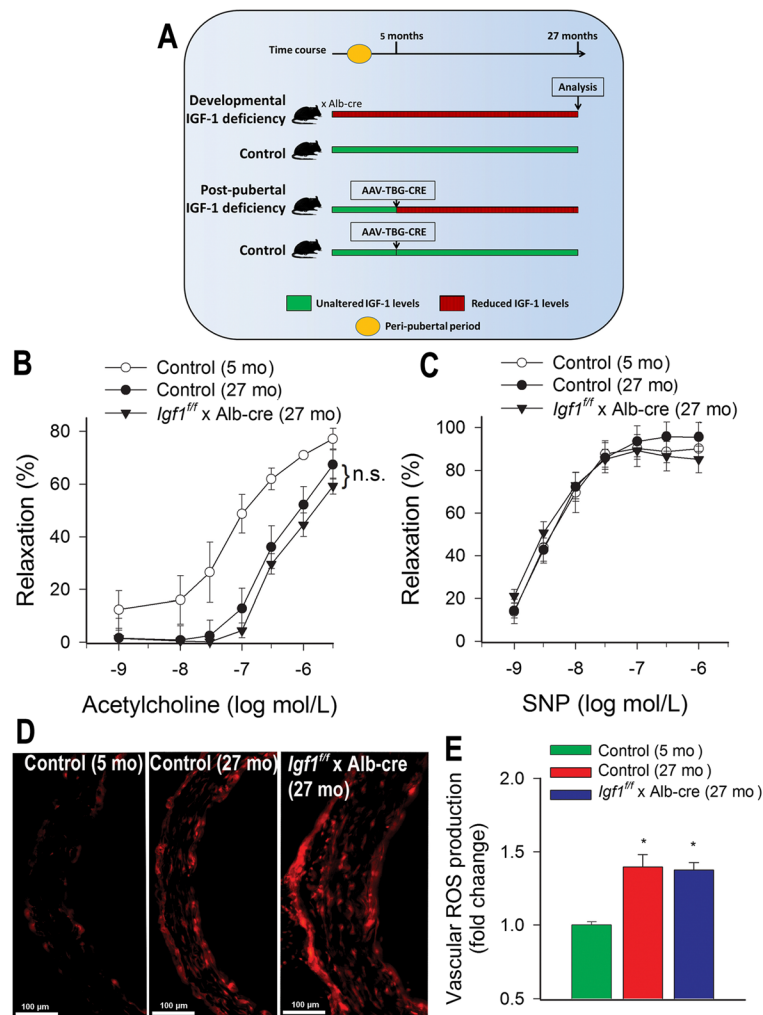 A
Time course
5 months
27 months
Analysis
Developmental
IGF-1 deficiency
x Alb-cre
Control
Post-pubertal
IGF-1 deficiency
AAV-TBG-CRE
AAV-TBG-CRE
Control
Unaltered IGF-1 levels
Reduced IGF-1 levels
Peri-pubertal period
B
Control (5 mo)
Control (27 mo)
Igf1f/f x Alb-cre (27 mo)
80
60
40
20
0
Relaxation (%)
n.s.
-9
-8
-7
-6
Acetylcholine (log mol/L)
C
Control (5 mo)
Control (27 mo)
Igf1f/f x Alb-cre (27 mo)
100
80
60
40
20
0
Relaxation (%)
-9
-8
-7
-6
SNP (log mol/L)
D
Control (5 mo)
Control (27 mo)
Igf1f/f x Alb-cre
(27 mo)
100 µm
100 µm
100 µm
E
Control (5 mo)
Control (27 mo)
Igf1f/f x Alb-cre (27 mo)
2.0
1.5
1.0
0.5
Vascular ROS production
(fold chaange)
*
*